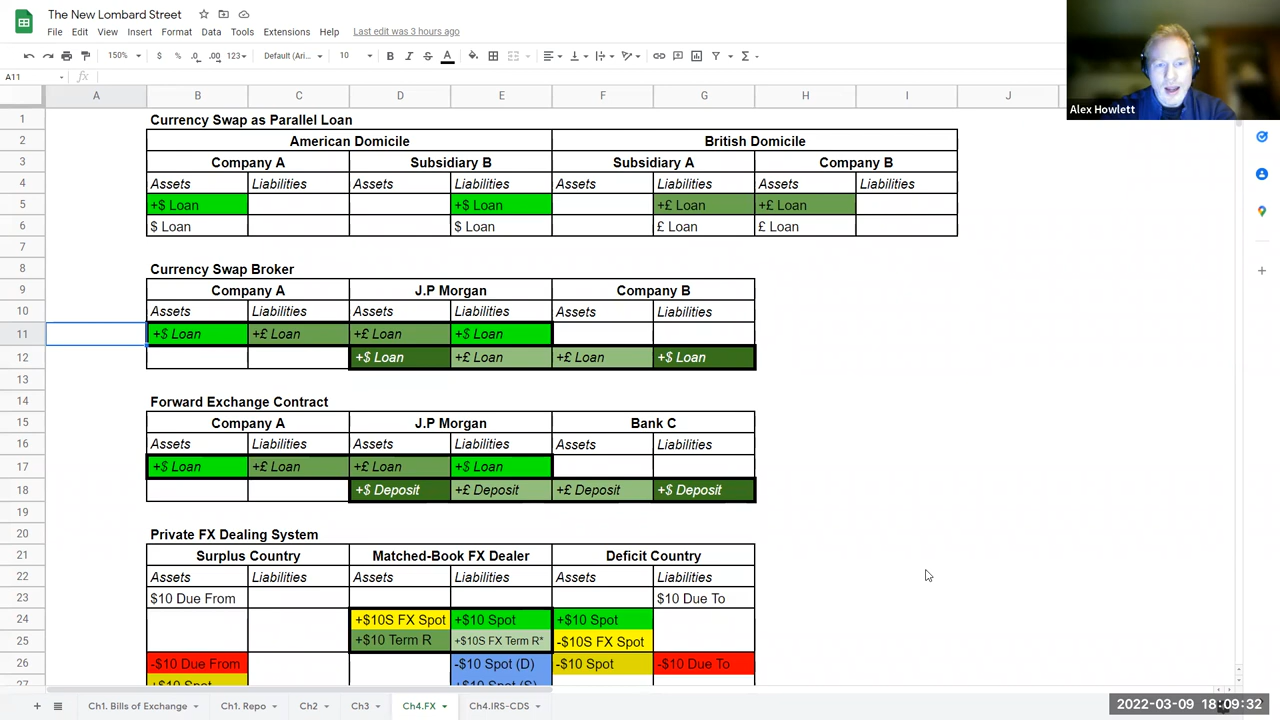 The New Lombard Street
File Edit View Insert Format Data Tools Extensions Help Last edit was 3 hours ago
150% $ % .0 .00 123 Default (Ari... 10 B I S A Σ
A11 fx
A B C D E F G H I J
1 Currency Swap as Parallel Loan
2 American Domicile British Domicile
3 Company A Subsidiary B Subsidiary A Company B
4 Assets Liabilities Assets Liabilities Assets Liabilities Assets Liabilities
5 +$ Loan +$ Loan +£ Loan +£ Loan
6 $ Loan $ Loan £ Loan £ Loan
7
8 Currency Swap Broker
9 Company A J.P Morgan Company B
10 Assets Liabilities Assets Liabilities Assets Liabilities
11 +$ Loan +£ Loan +£ Loan +$ Loan
12 +$ Loan +£ Loan +£ Loan +$ Loan
13
14 Forward Exchange Contract
15 Company A J.P Morgan Bank C
16 Assets Liabilities Assets Liabilities Assets Liabilities
17 +$ Loan +£ Loan +£ Loan +$ Loan
18 +$ Deposit +£ Deposit +£ Deposit +$ Deposit
19
20 Private FX Dealing System
21 Surplus Country Matched-Book FX Dealer Deficit Country
22 Assets Liabilities Assets Liabilities Assets Liabilities
23 $10 Due From $10 Due To
24 +$10S FX Spot +$10 Spot +$10 Spot
25 +$10 Term R +$10S FX Term R* -$10S FX Spot
26 -$10 Due From -$10 Spot (D) -$10 Spot -$10 Due To
27 +$10 Spot +$10 Spot (S)
Ch1. Bills of Exchange Ch1. Repo Ch2 Ch3 Ch4.FX Ch4.IRS-CDS
Alex Howlett
2022-03-09 18:09:32